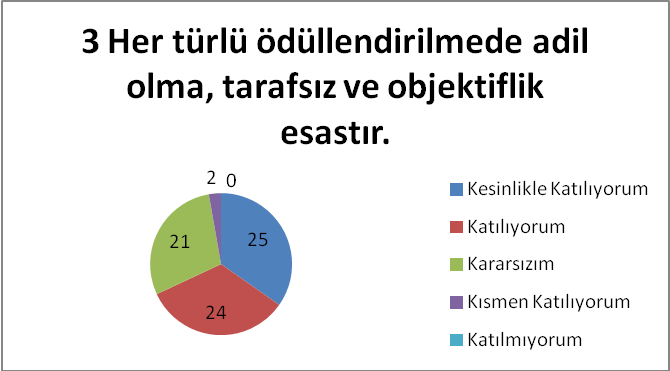 3 Her türlü ödüllendirilmede adil
olma, tarafsız ve objektiflik
esastır.
2 0
25
21
24
Kesinlikle Katılıyorum
Katılıyorum
Kararsızım
Kısmen Katılıyorum
Katılmıyorum